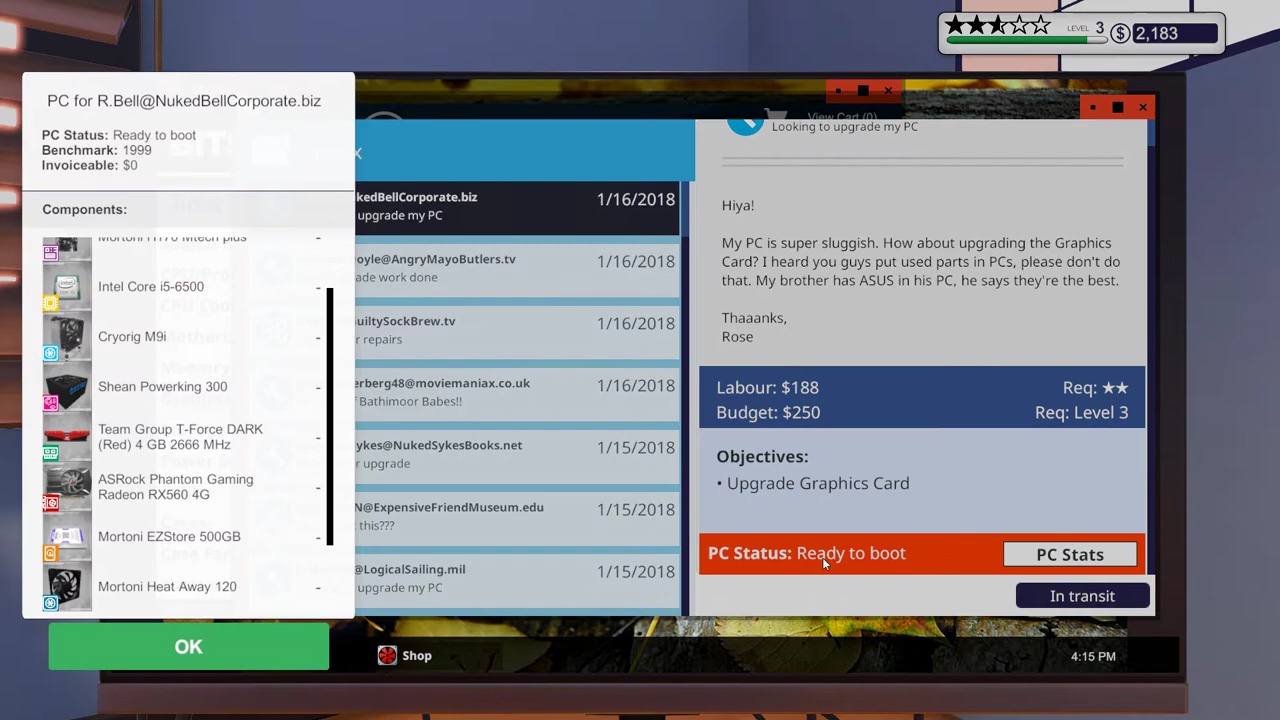 LEVEL 3
$ 2,183
PC for R.Bell@NukedBellCorporate.biz
PC Status: Ready to boot
Benchmark: 1999
Invoiceable: $0
Components:
Mortoni H170 Mtech plus -
Intel Core i5-6500 -
Cryorig M9i -
Shean Powerking 300 -
Team Group T-Force DARK
(Red) 4 GB 2666 MHz -
ASRock Phantom Gaming
Radeon RX560 4G -
Mortoni EZStore 500GB -
Mortoni Heat Away 120 -
OK
x
kedBellCorporate.biz 1/16/2018
upgrade my PC
oyle@AngryMayoButlers.tv 1/16/2018
ade work done
uiltySockBrew.tv 1/16/2018
r repairs
erberg48@moviemaniax.co.uk 1/16/2018
f Bathimoor Babes!!
ykes@NukedSykesBooks.net 1/15/2018
r upgrade
N@ExpensiveFriendMuseum.edu 1/15/2018
this???
@LogicalSailing.mil 1/15/2018
upgrade my PC
View Cart (0)
Looking to upgrade my PC
Hiya!
My PC is super sluggish. How about upgrading the Graphics
Card? I heard you guys put used parts in PCs, please don't do
that. My brother has ASUS in his PC, he says they're the best.
Thaaanks,
Rose
Labour: $188 Req: ★★
Budget: $250 Req: Level 3
Objectives:
• Upgrade Graphics Card
PC Status: Ready to boot PC Stats
In transit
Shop
4:15 PM